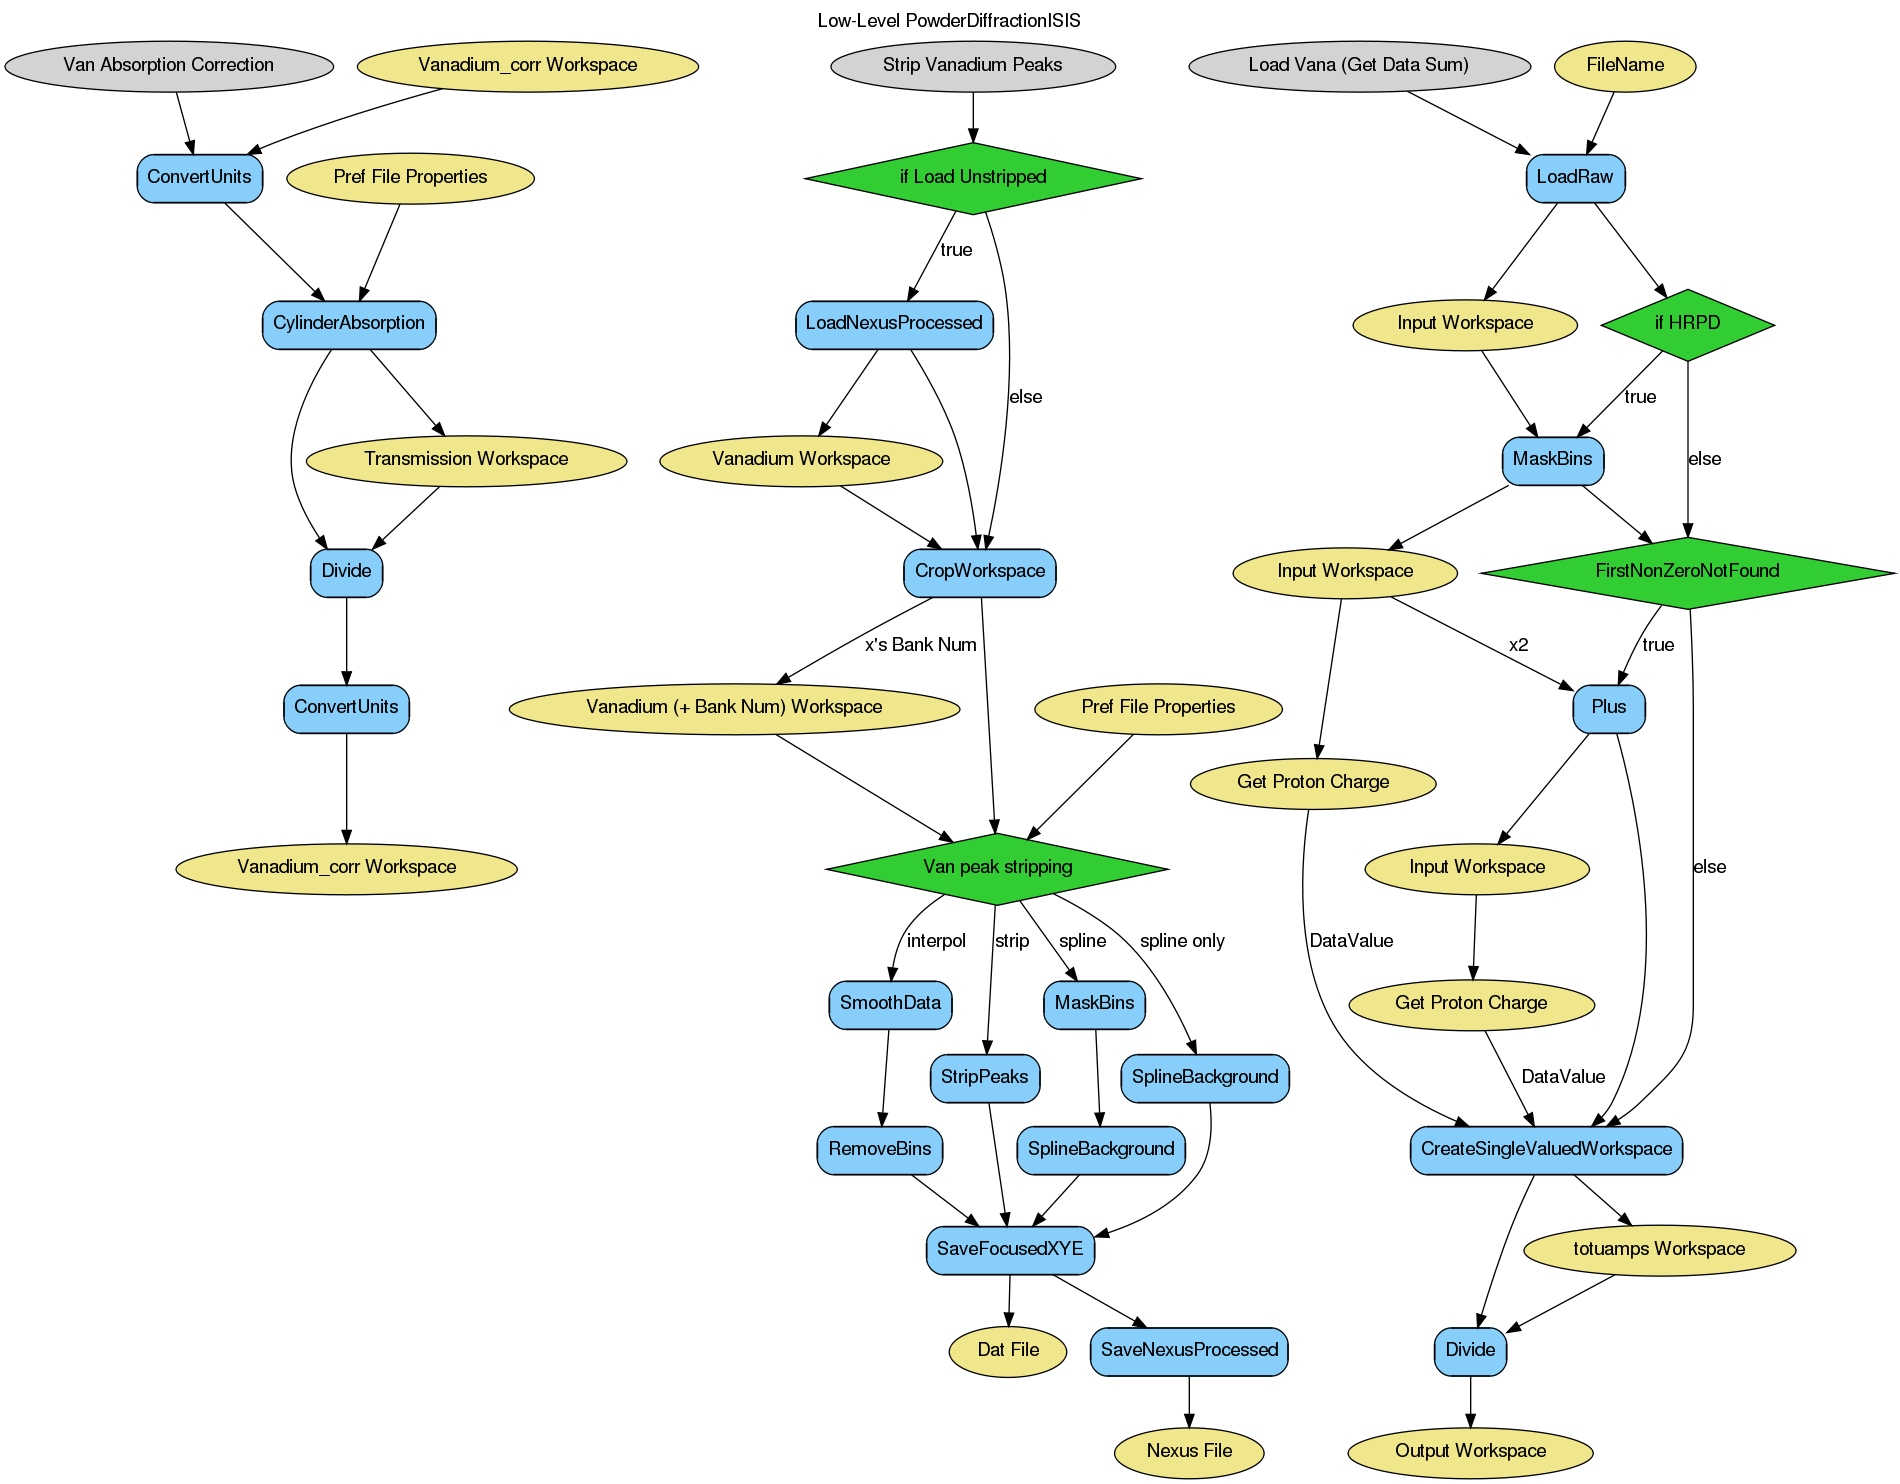 Low-Level PowderDiffractionISIS
Van Absorption Correction
Vanadium_corr Workspace
Strip Vanadium Peaks
Load Vana (Get Data Sum)
FileName
ConvertUnits
Pref File Properties
if Load Unstripped
LoadRaw
true
CylinderAbsorption
LoadNexusProcessed
Input Workspace
if HRPD
else
true
Transmission Workspace
Vanadium Workspace
MaskBins
else
Divide
CropWorkspace
Input Workspace
FirstNonZeroNotFound
x's Bank Num
x2
true
ConvertUnits
Vanadium (+ Bank Num) Workspace
Pref File Properties
Plus
Get Proton Charge
Vanadium_corr Workspace
Van peak stripping
Input Workspace
else
interpol
strip
spline
spline only
DataValue
SmoothData
MaskBins
Get Proton Charge
StripPeaks
SplineBackground
DataValue
RemoveBins
SplineBackground
CreateSingleValuedWorkspace
SaveFocusedXYE
totuamps Workspace
Dat File
SaveNexusProcessed
Divide
Nexus File
Output Workspace